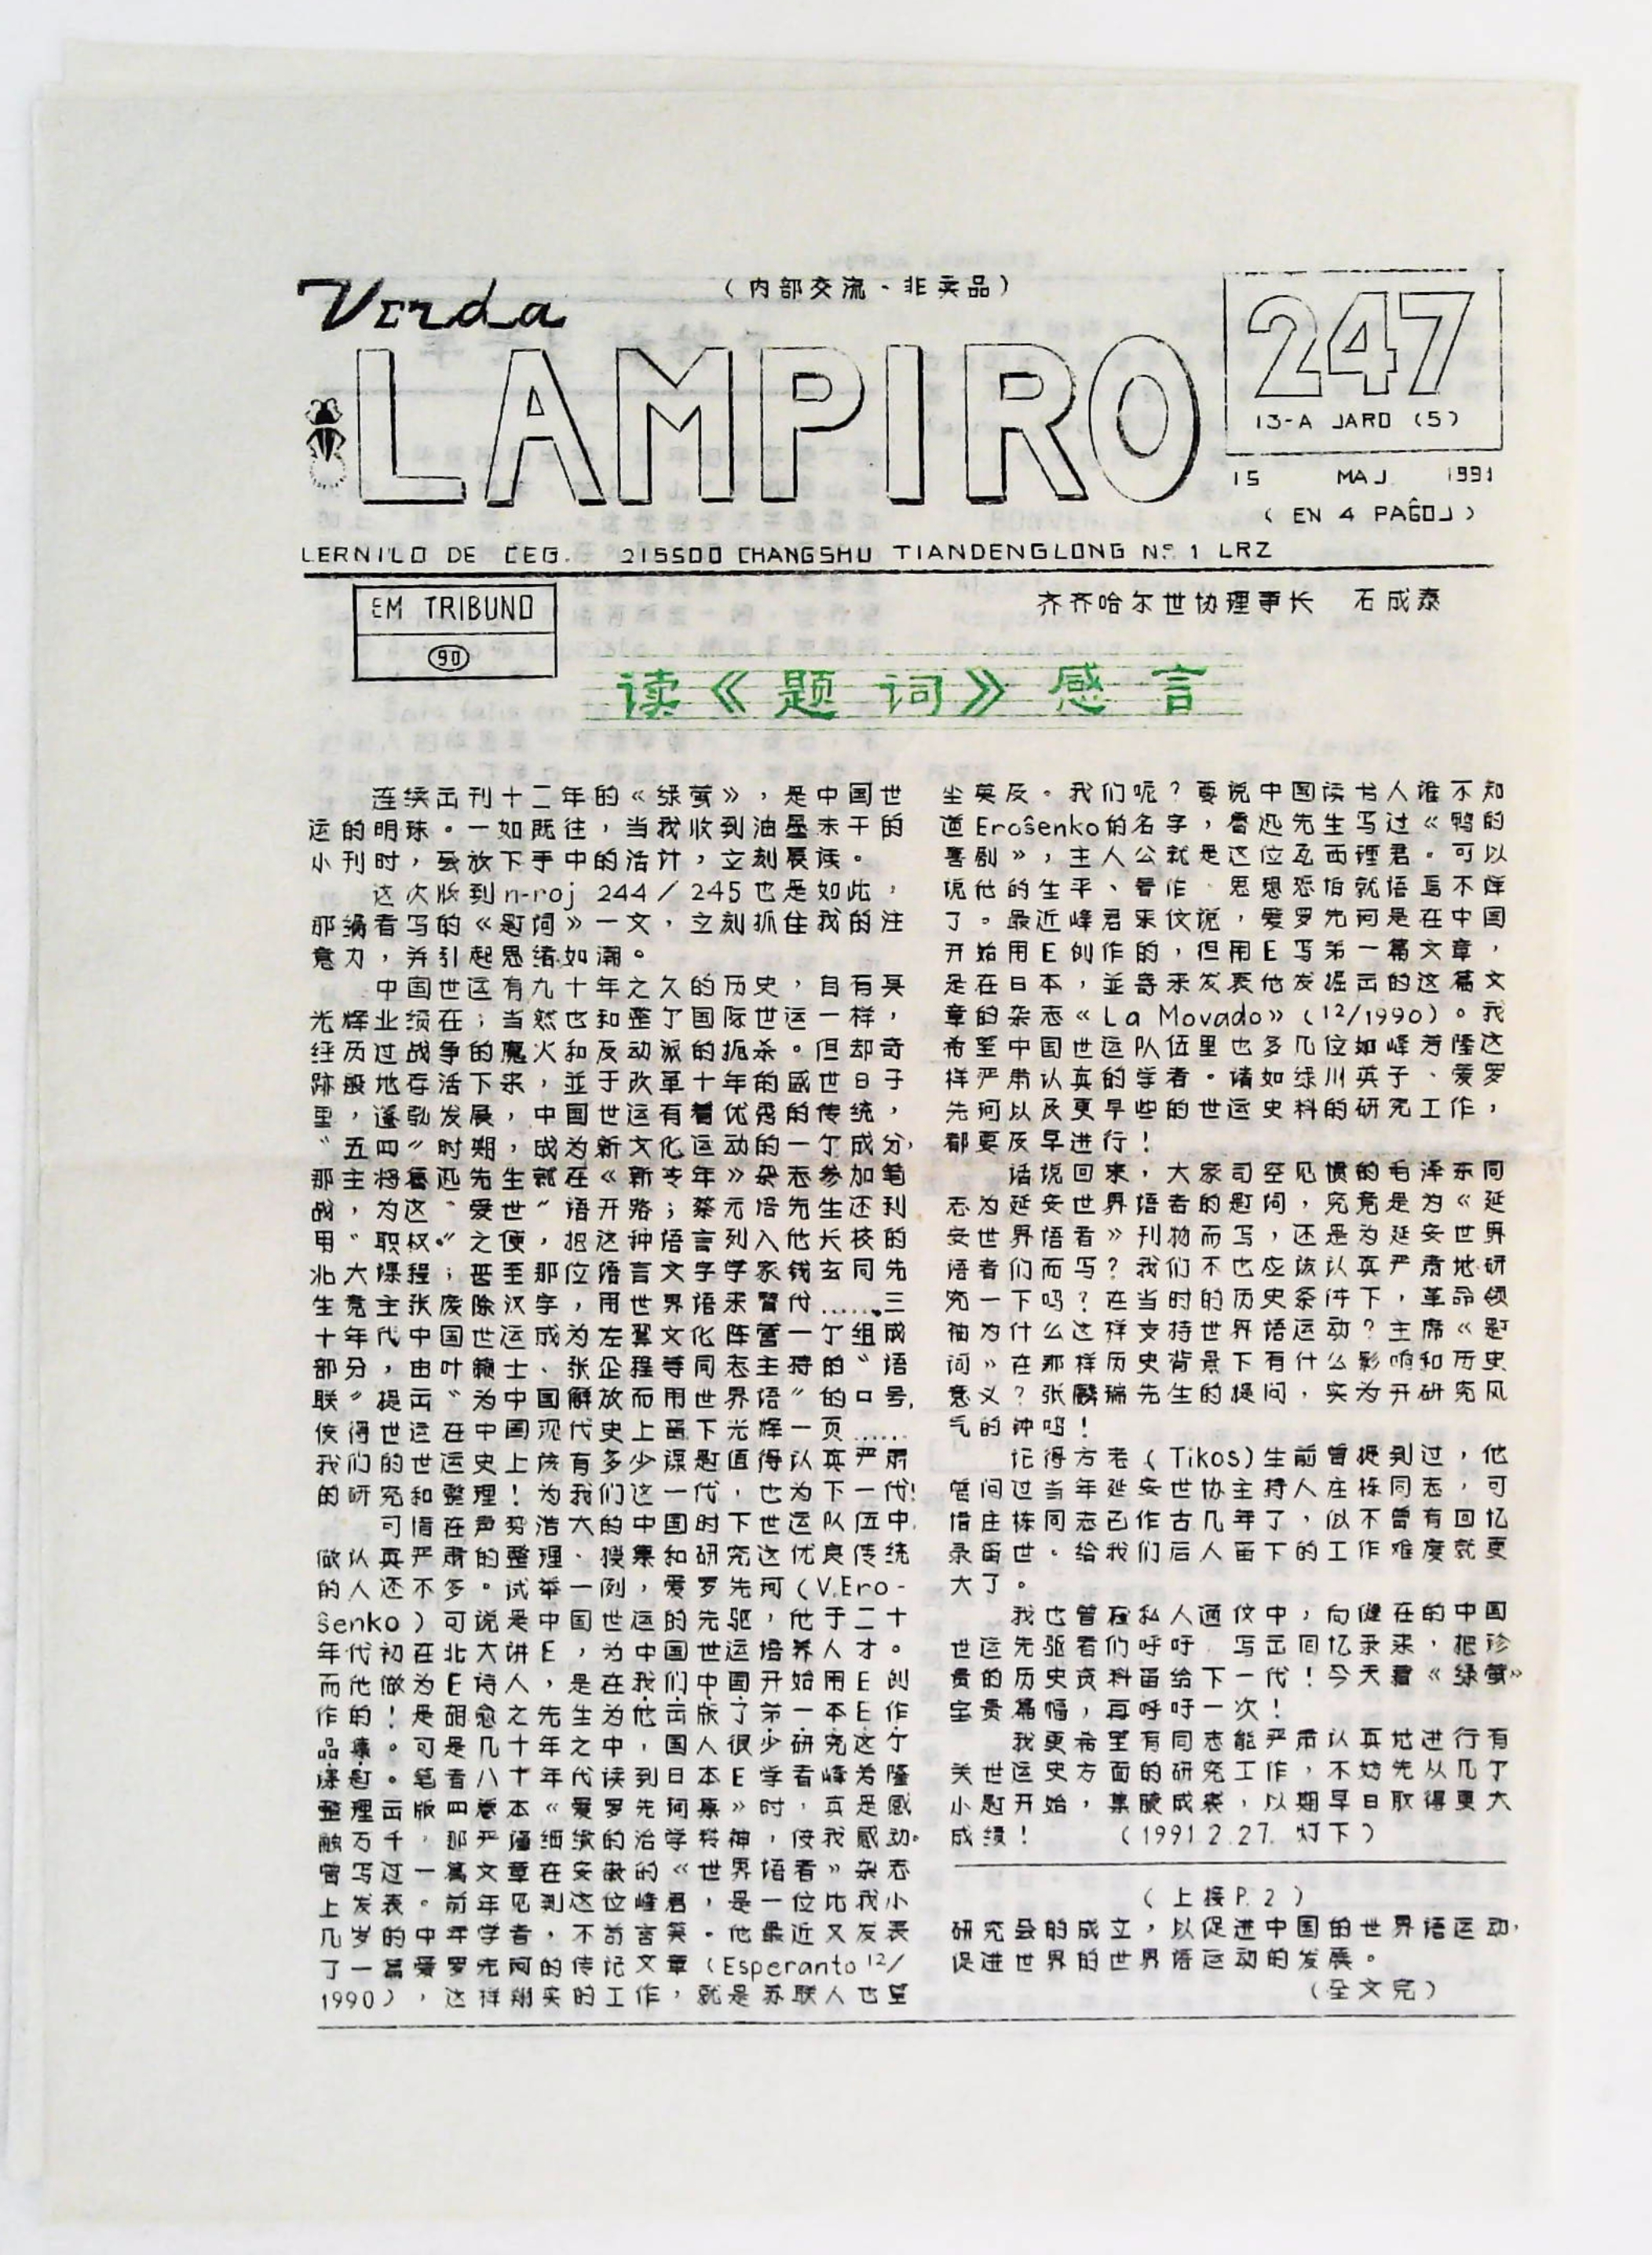 Verda
（内部交流·非卖品）
LAMPIRO
247
13-A JARO (5)
15 MAJ 1991
( EN 4 PAĜOJ )
LERNILO DE CEG. 215500 CHANGSHU TIANDENGLONG Nº 1 LRZ
EM TRIBUNO
90
齐齐哈尔世协理事长 石成泰
读《题词》感言
连续出刊十二年的《绿萤》，是中国世
运的明珠。一如既往，当我收到油墨未干的
小刊时，总放下手中的活计，立刻展读。
这次收到n-roj 244／245也是如此，
那编者写的《题词》一文，立刻抓住我的注
意力，并引起思绪如潮。
中国世运有九十年之久的历史，自有其
光辉业绩在；当然也和整个国际世运一样，
经历过战争的魔火和反动派的扼杀。但却奇
跡般地存活下来，並于改革十年的盛世日子
里，蓬勃发展，中国世运有着优秀的传统，
“五四”时期，成为新文化运动的一个成分，
那主将鲁迅先生就在《新青年》杂志参加笔
战，为这“爱世”语开路；蔡元培先生还利
用“职权”之便，把这种语言列入他长校的
北大课程；甚至那位语言文字学家钱玄同先
生竟主张废除汉字，用世界语来替代……三
十年代中国世运成为左翼文化阵营一个组成
部分，由叶籁士、张企程等同志主持的“语
联”提出“为中国解放而用世界语”的口号，
使得世运在中国现代史上留下光辉一页……
我们的世运史上该有多少课题值得认真严肃
的研究和整理！为我们这一代，也为下一代！
可惜在声势浩大的中国时下世运队伍中，
做认真严肃的整理、搜集和研究这优良传统
的人还不多。试举一例，爱罗先珂（V.Ero-
ŝenko）可说是中国世运的先驱，他于二十
年代初在北大讲E，为中国世运培养人才。
而他做为E诗人，是在我们中国开始用E创
作的！是胡愈之先生为他出版了第一本E作
品集。可是几十年之中，国人很少研究这个
课题。笔者八十年代读到日本E学者峰芳隆
整理出版四卷本《爱罗先珂集》时，真是感
触万千，那严谨细缜的治学精神，使我感动。
曾写过一篇文章在安徽的《世界语者》杂志
上发表。前年见到这位峰君，是一位比我小
几岁的中年学者，不苟言笑。他最近又发表
了一篇爱罗先珂的传记文章（Esperanto 12/
1990），这样翔实的工作，就是苏联人也望
尘莫及。我们呢？要说中国读书人谁不知
道Eroŝenko的名字，鲁迅先生写过《鸭的
喜剧》，主人公就是这位瓦西理君。可以
说他的生平、著作、思想恐怕就语焉不详
了。最近峰君来仪说，爱罗先珂是在中国
开始用E创作的，但用E写第一篇文章，
是在日本，並寄来发表他发掘出的这篇文
章的杂志《La Movado》（12/1990）。我
希望中国世运队伍里也多几位如峰芳隆这
样严肃认真的学者。诸如绿川英子、爱罗
先珂以及更早些的世运史料的研究工作，
都要及早进行！
话说回来，大家司空见惯的毛泽东同
志为延安世界语者的题词，究竟是为《延
安世界语者》刊物而写，还是为延安世界
语者们而写？我们不也应该认真严肃地研
究一下吗？在当时的历史条件下，革命领
袖为什么这样支持世界语运动？主席《题
词》在那样历史背景下有什么影响和历史
意义？张麟瑞先生的提问，实为开研究风
气的钟鸣！
记得方老（Tikos)生前曾提到过，他
曾问过当年延安世协主持人庄栋同志，可
惜庄栋同志已作古几年了，似不曾有回忆
录留世。给我们后人留下的工作难度就更
大了。
我也曾在私人通仪中，向健在的中国
世运先驱者们呼吁 写出回忆录来，把珍
贵的历史资料留给下一代！今天藉《绿萤》
宝贵篇幅，再呼吁一次！
我更希望有同志能严肃认真地进行有
关世运史方面的研究工作，不妨先从几个
小题开始，集腋成裘，以期早日取得更大
成绩！ （1991.2.27. 灯下）
（上接P.2）
研究会的成立，以促进中国的世界语运动，
促进世界的世界语运动的发展。
（全文完）